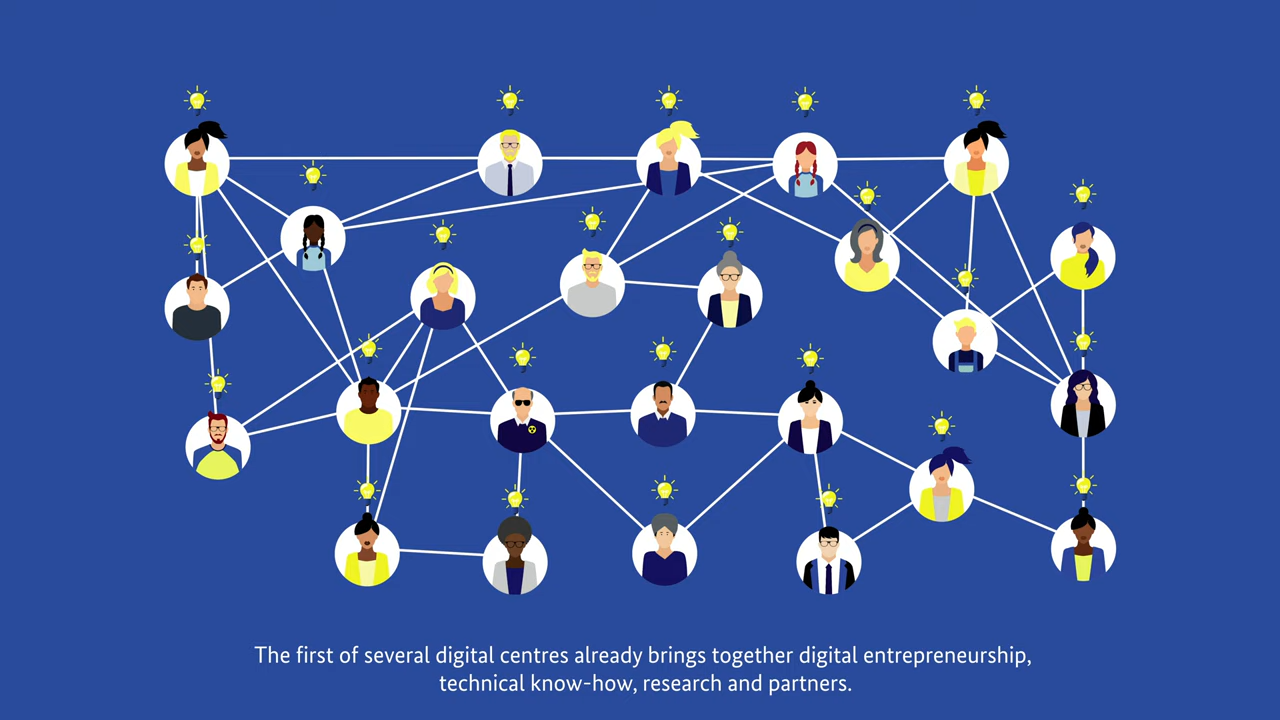 The first of several digital centres already brings together digital entrepreneurship,
technical know-how, research and partners.